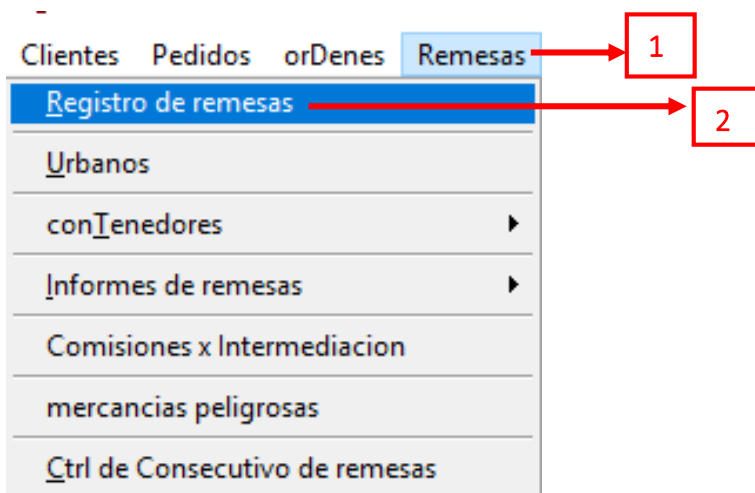 Clientes Pedidos orDenes Remesas 1
Registro de remesas 2
Urbanos
conTenedores
Informes de remesas
Comisiones x Intermediacion
mercancias peligrosas
Ctrl de Consecutivo de remesas